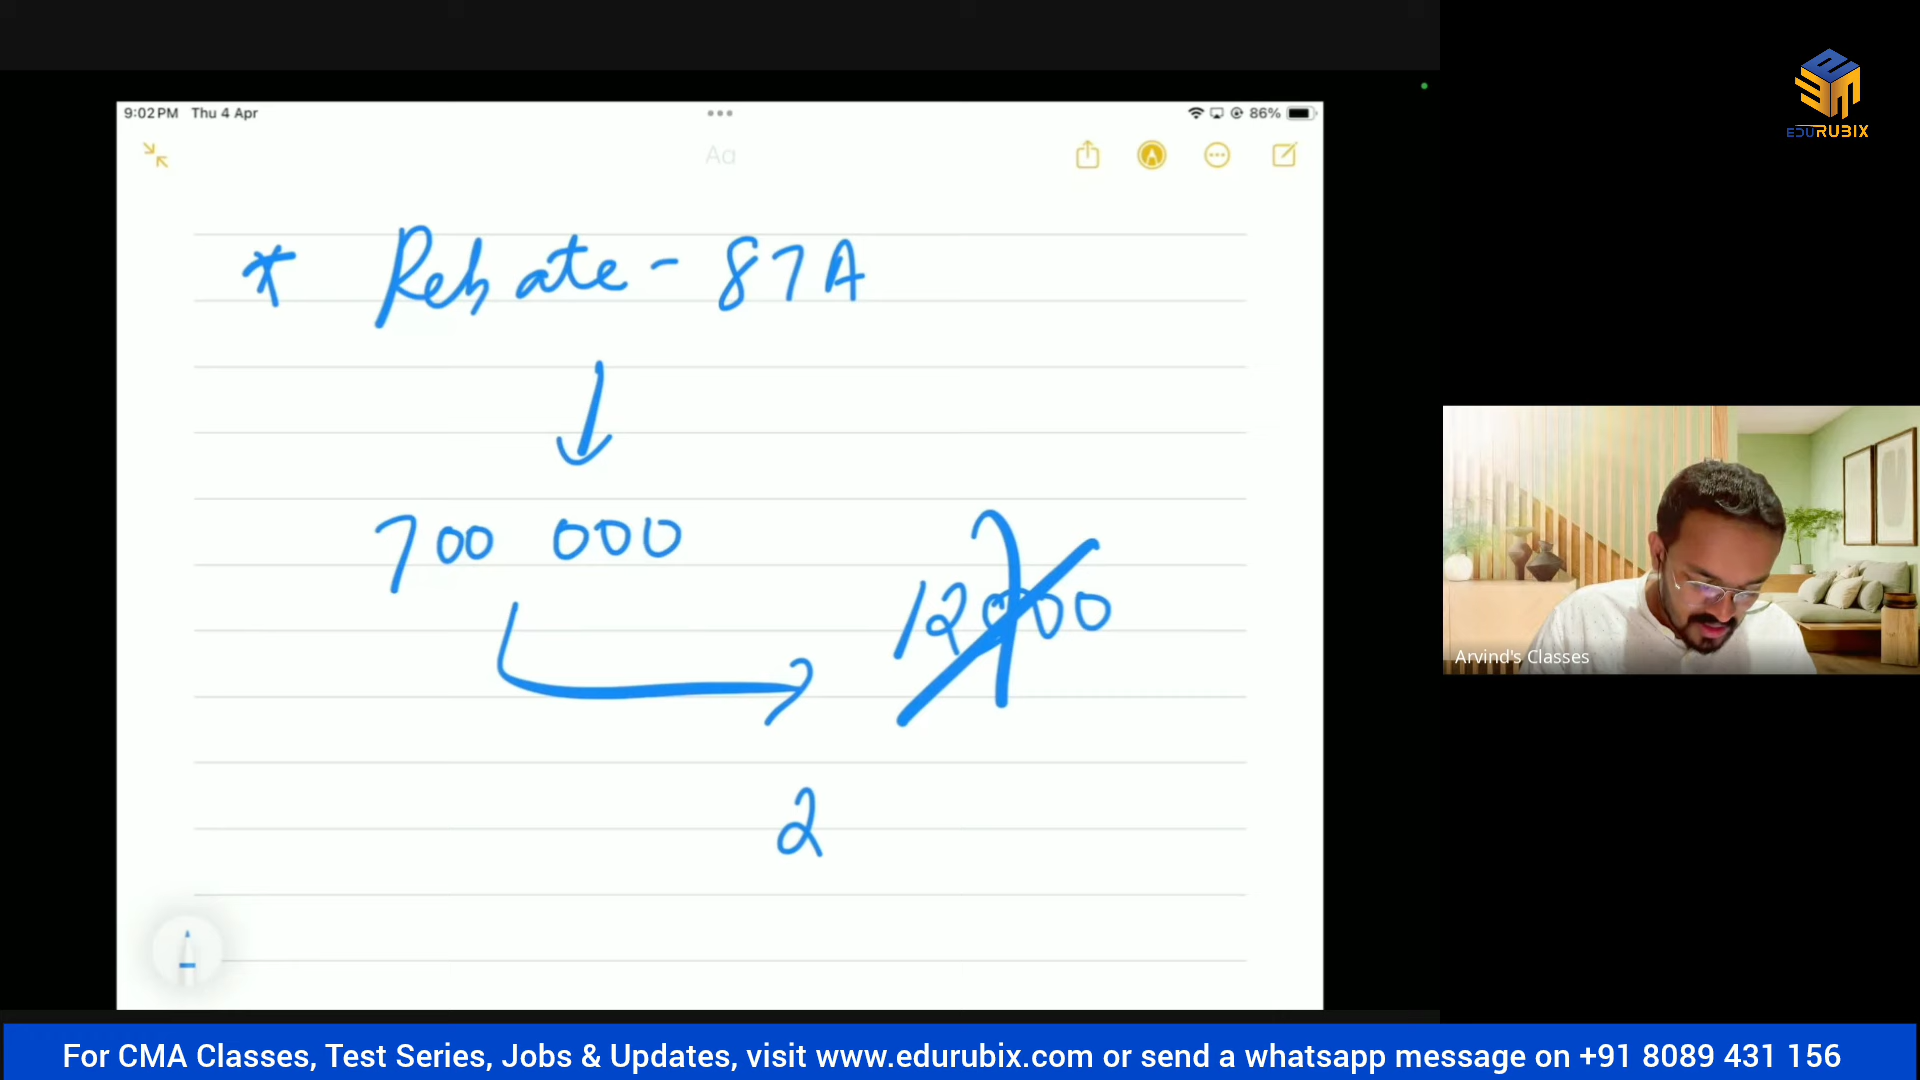 9:02 PM Thu 4 Apr
86%
Aa
* Rebate - 87A
700 000
12000
2
EDURUBIX
Arvind's Classes
For CMA Classes, Test Series, Jobs & Updates, visit www.edurubix.com or send a whatsapp message on +91 8089 431 156